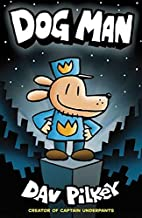 DOG MAN
DAV PILKEY
CREATOR OF CAPTAIN UNDERPANTS